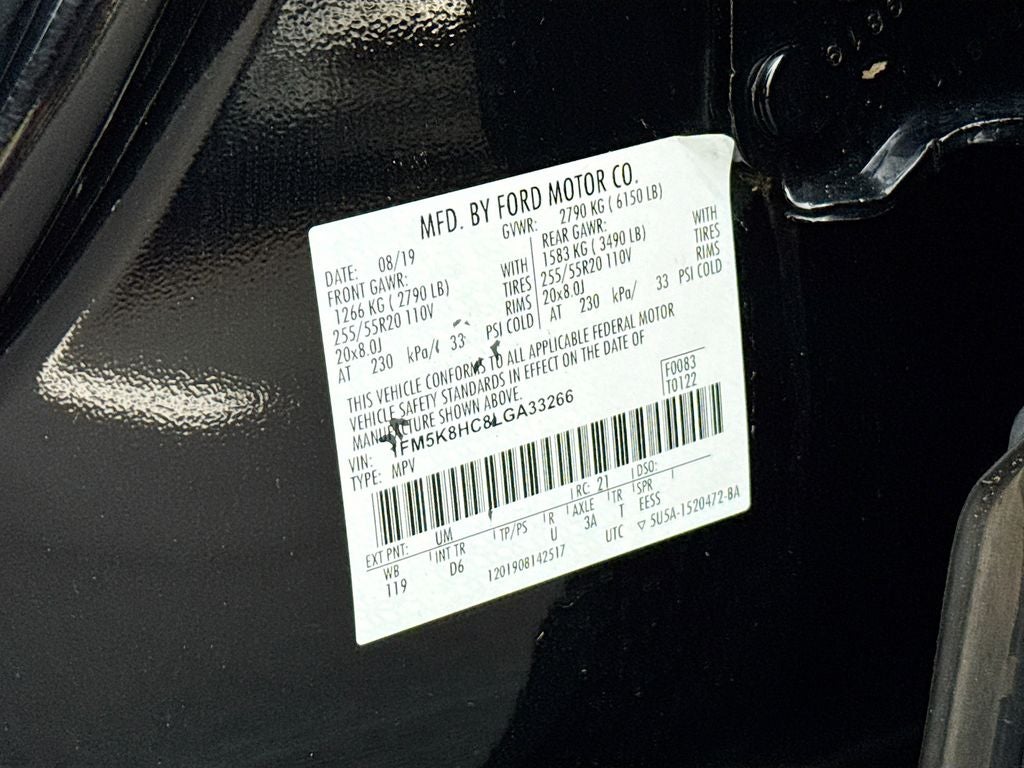 MFD. BY FORD MOTOR CO.
DATE: 08/19 GVWR: 2790 KG ( 6150 LB)
FRONT GAWR: REAR GAWR:
1266 KG ( 2790 LB) WITH 1583 KG ( 3490 LB) WITH
255/55R20 110V TIRES 255/55R20 110V TIRES
20x8.0J RIMS 20x8.0J RIMS
AT 230 kPa/ 33 PSI COLD AT 230 kPa/ 33 PSI COLD
THIS VEHICLE CONFORMS TO ALL APPLICABLE FEDERAL MOTOR
VEHICLE SAFETY STANDARDS IN EFFECT ON THE DATE OF
MANUFACTURE SHOWN ABOVE.
F0083
T0122
VIN: 1FM5K8HC8LGA33266
TYPE: MPV
EXT PNT: UM RC: 21 DSO:
WB INT TR TP/PS R AXLE TR SPR
119 D6 U 3A T EESS
1201908142517 UTC ▽ 5U5A-1520472-BA